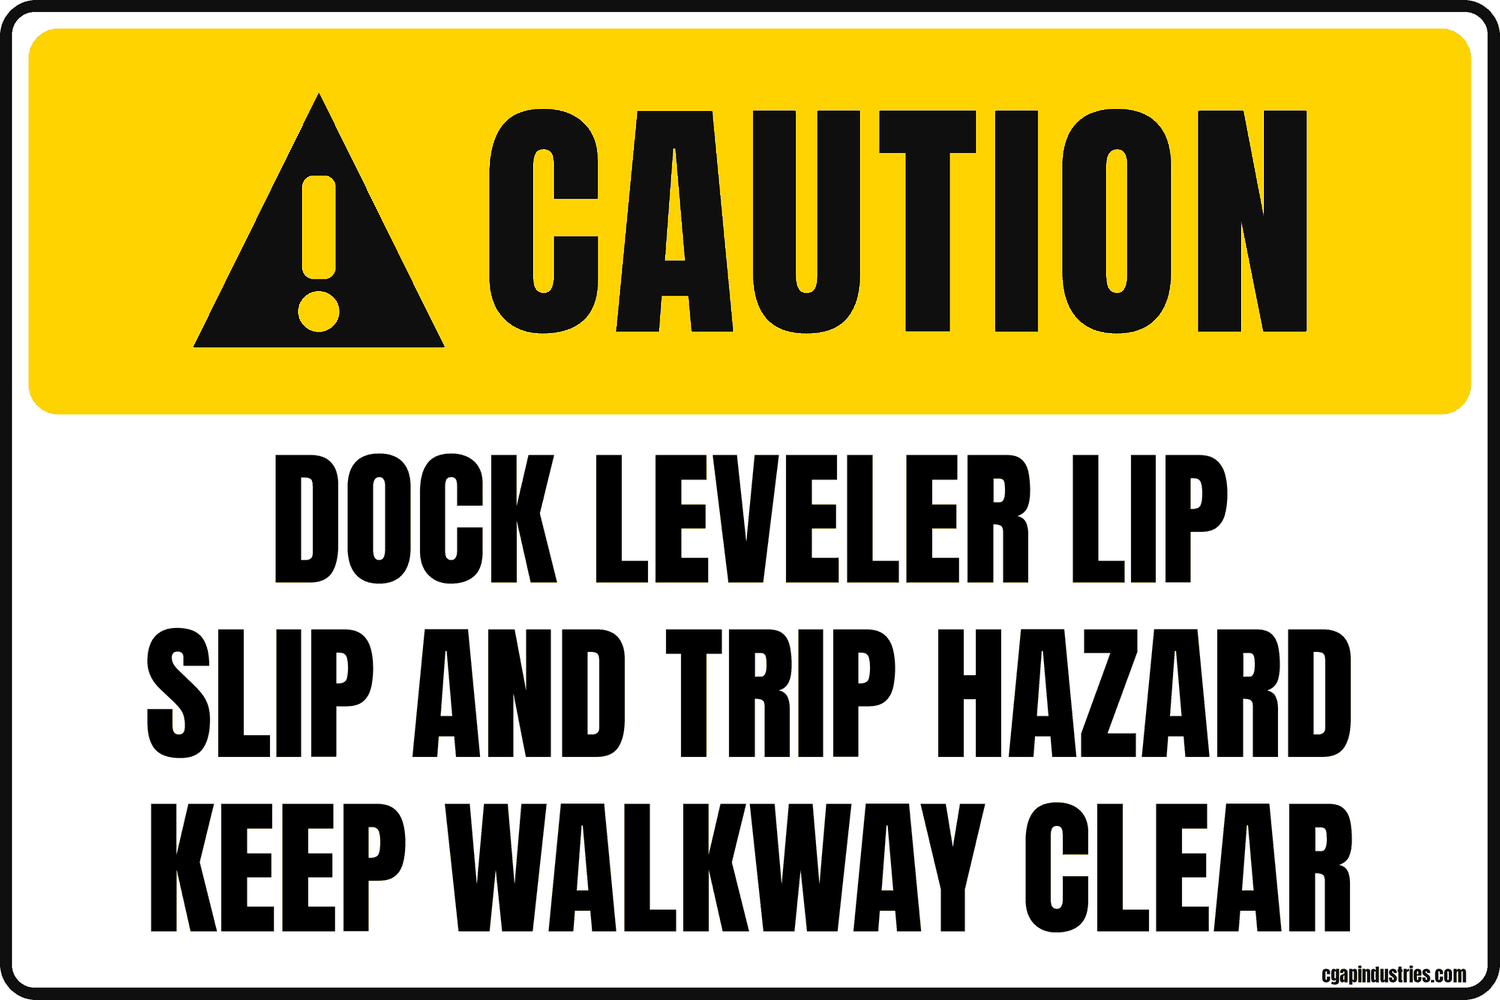 CAUTION
DOCK LEVELER LIP
SLIP AND TRIP HAZARD
KEEP WALKWAY CLEAR
cgapindustries.com